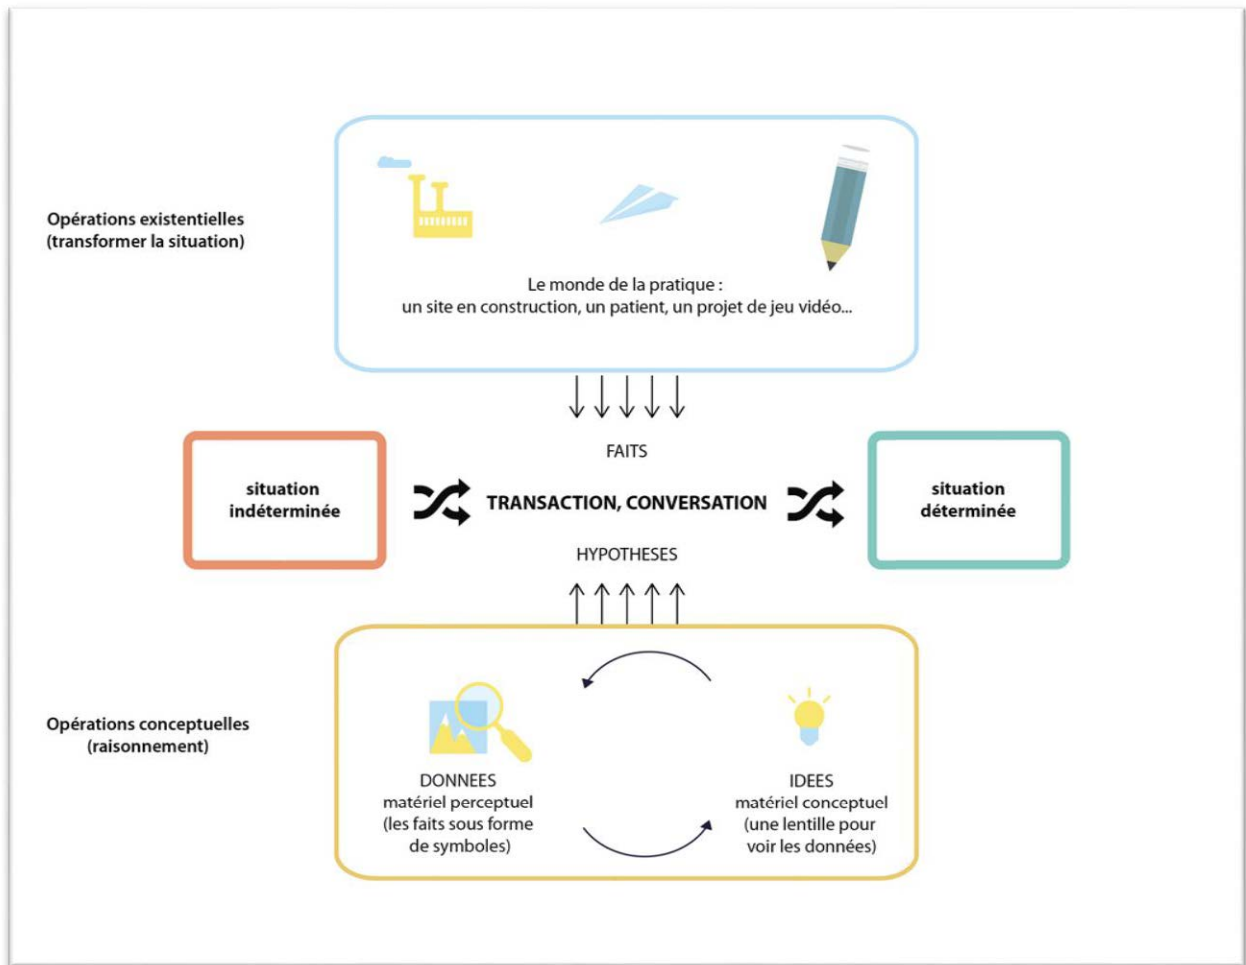 Opérations existentielles
(transformer la situation)
Le monde de la pratique :
un site en construction, un patient, un projet de jeu vidéo...
FAITS
situation
indéterminée
TRANSACTION, CONVERSATION
situation
déterminée
HYPOTHESES
Opérations conceptuelles
(raisonnement)
DONNEES
matériel perceptuel
(les faits sous forme
de symboles)
IDEES
matériel conceptuel
(une lentille pour
voir les données)